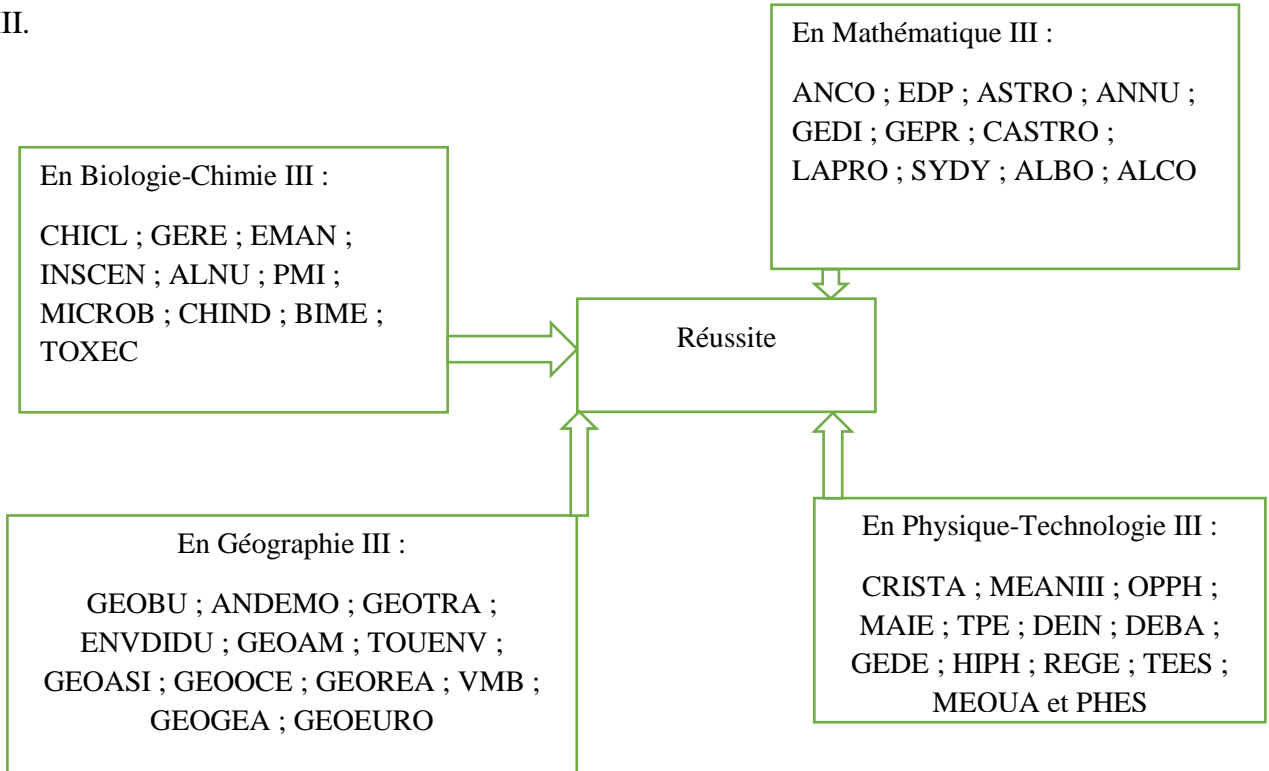 III.
En Mathématique III :
ANCO ; EDP ; ASTRO ; ANNU ;
GEDI ; GEPR ; CASTRO ;
LAPRO ; SYDY ; ALBO ; ALCO
En Biologie-Chimie III :
CHICL ; GERE ; EMAN ;
INSCEN ; ALNU ; PMI ;
MICROB ; CHIND ; BIME ;
TOXEC
Réussite
En Géographie III :
GEOBU ; ANDEMO ; GEOTRA ;
ENVDIDU ; GEOAM ; TOUENV ;
GEOASI ; GEOOCE ; GEOREA ; VMB ;
GEOGEA ; GEOEURO
En Physique-Technologie III :
CRISTA ; MEANIII ; OPPH ;
MAIE ; TPE ; DEIN ; DEBA ;
GEDE ; HIPH ; REGE ; TEES ;
MEOUA et PHES